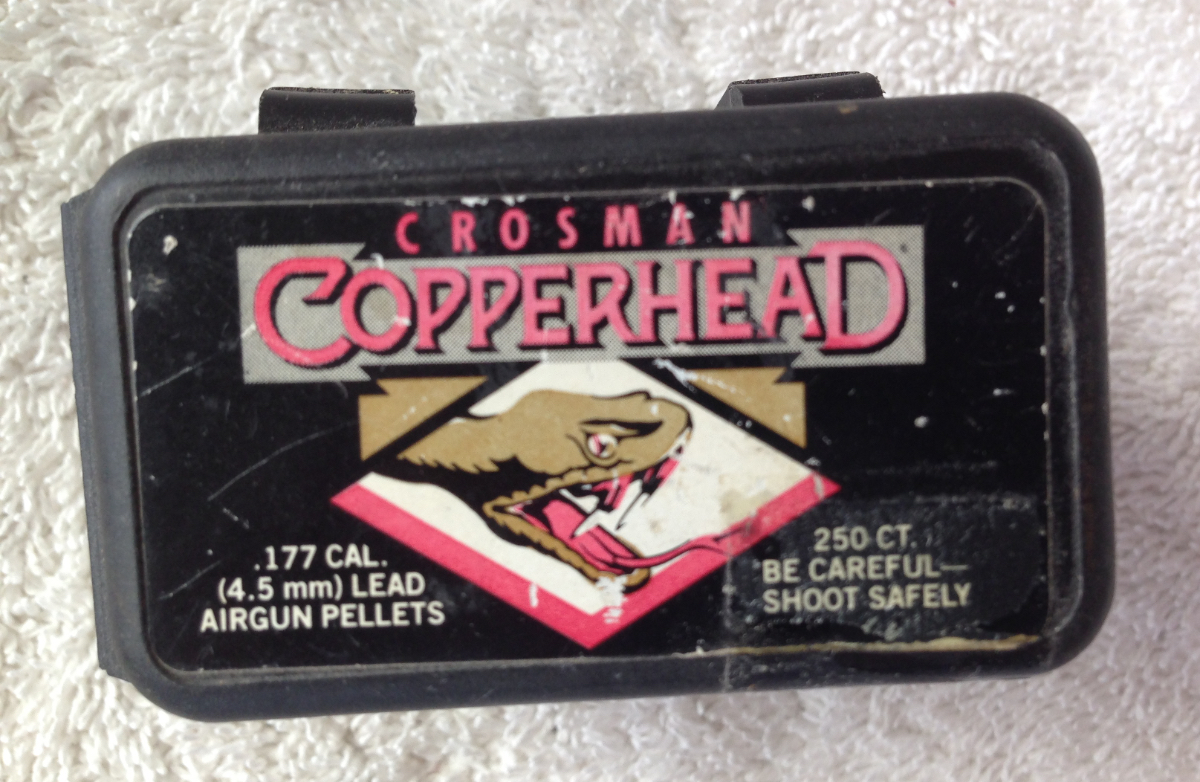 CROSMAN
COPPERHEAD
.177 CAL.
(4.5 mm) LEAD
AIRGUN PELLETS
250 CT.
BE CAREFUL—
SHOOT SAFELY